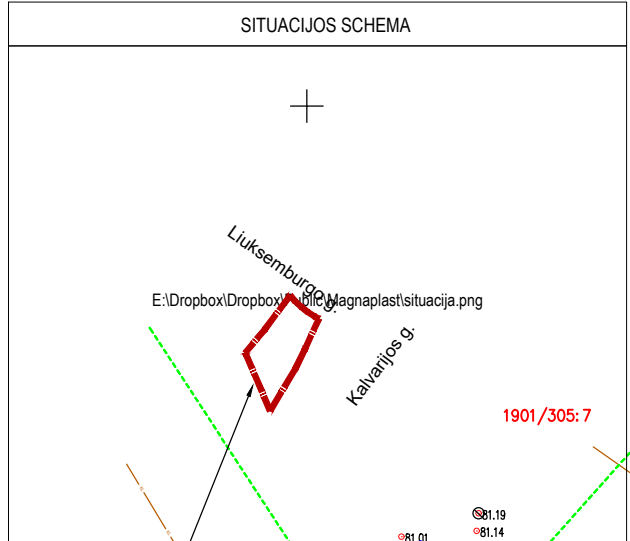 SITUACIJOS SCHEMA
Liuksemburgo g.
E:\Dropbox\Dropbox\Public\Magnaplast\situacija.png
Kalvarijos g.
1901/305:7
81.19
81.14
81.01